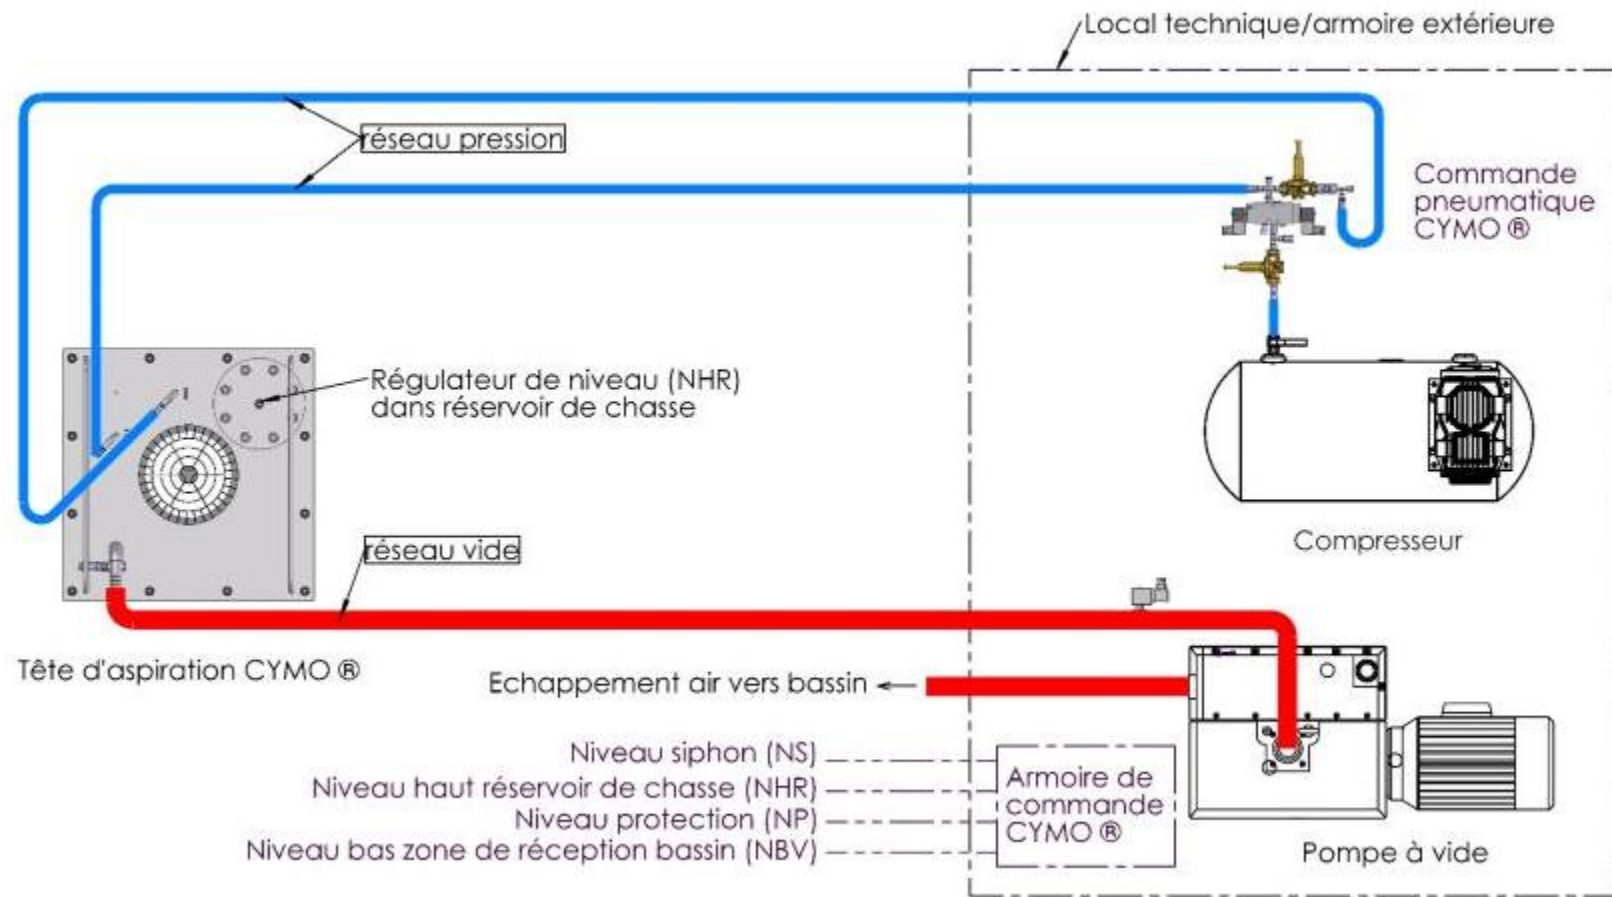 Local technique/armoire extérieure
réseau pression
Commande
pneumatique
CYMO ®
Régulateur de niveau (NHR)
dans réservoir de chasse
Compresseur
réseau vide
Tête d'aspiration CYMO ®
Echappement air vers bassin
Niveau siphon (NS)
Niveau haut réservoir de chasse (NHR)
Niveau protection (NP)
Niveau bas zone de réception bassin (NBV)
Armoire de
commande
CYMO ®
Pompe à vide